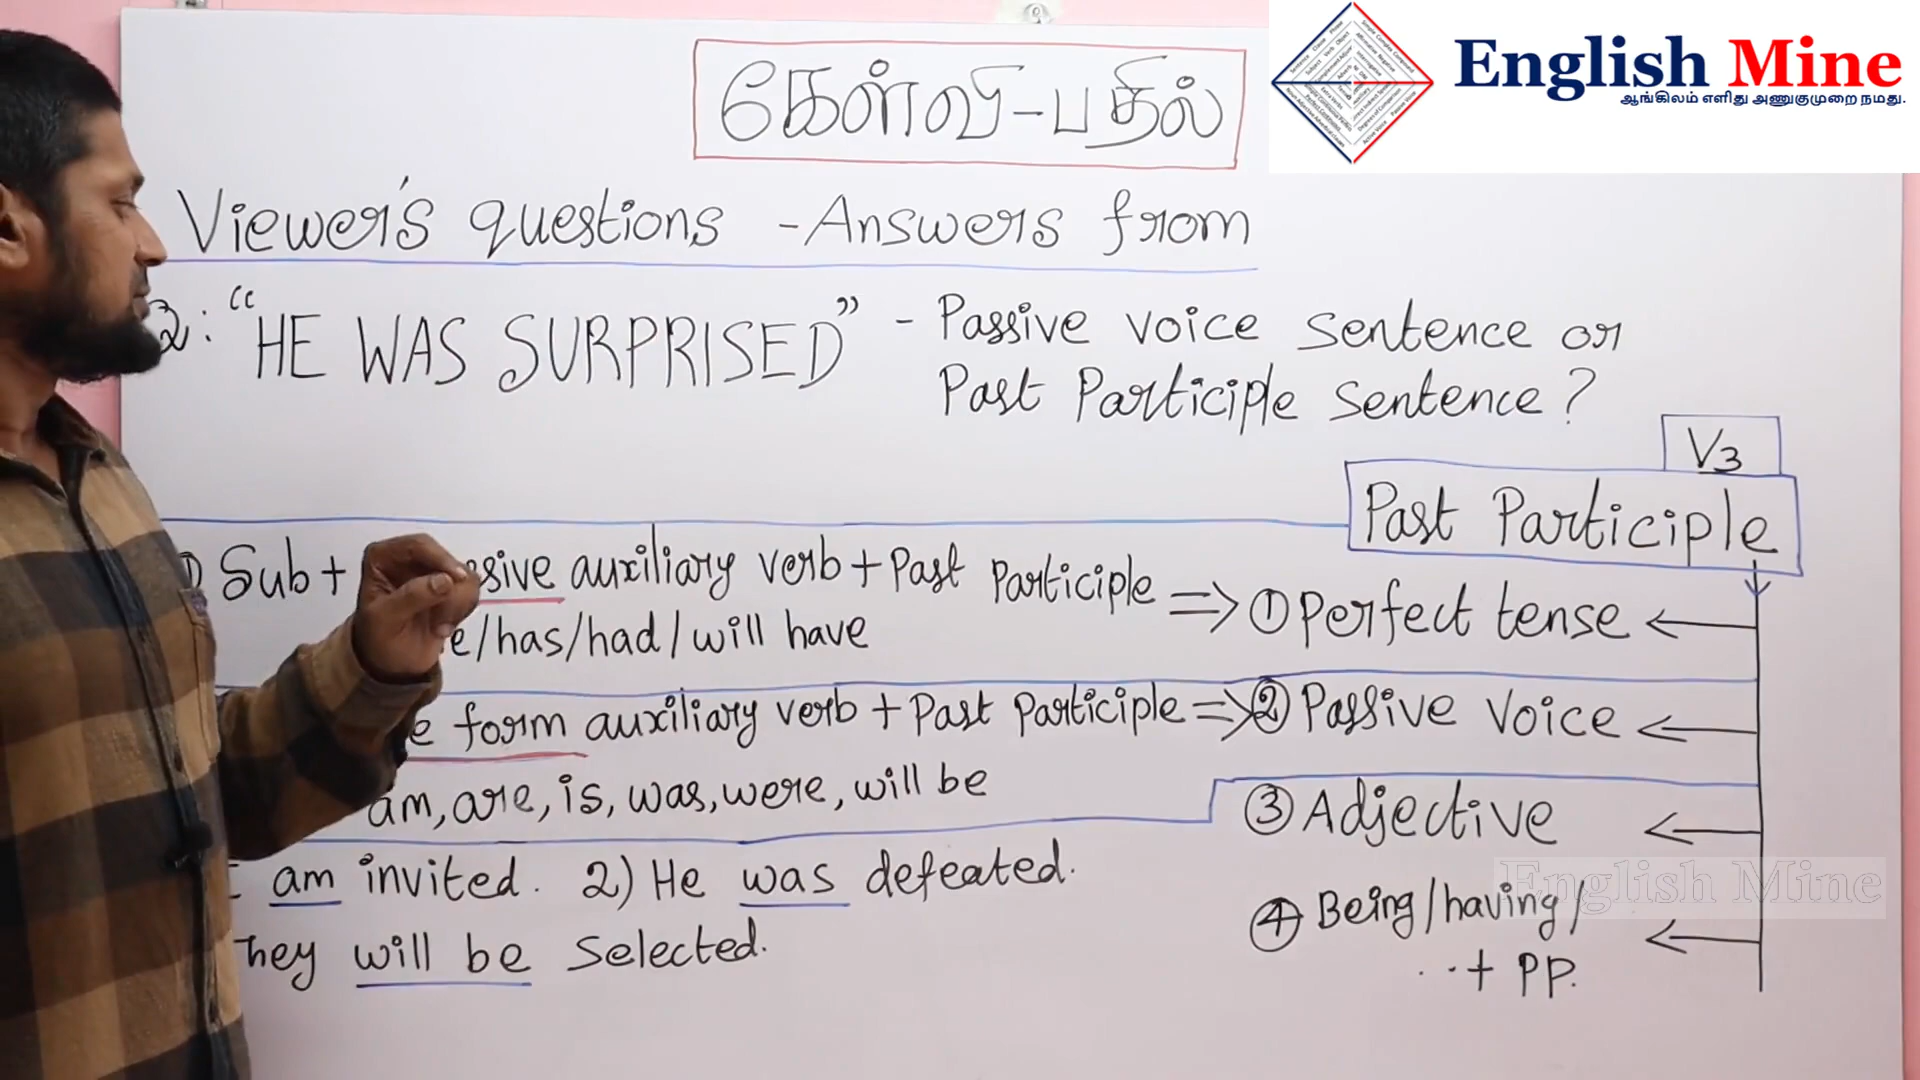 English Mine
ஆங்கிலம் எளிது அணுகுமுறை நமது.
கேள்வி - பதில்
Viewer's questions - Answers from
2: "HE WAS SURPRISED" - Passive voice sentence or
Past Participle sentence?
V3
Past Participle
1) Sub + auxiliary verb + Past Participle => ① Perfect tense
/has/had/will have
form auxiliary verb + Past Participle => ② Passive Voice
am, are, is, was, were, will be
③ Adjective
am invited. 2) He was defeated.
④ Being/having/
.. + PP.
will be selected.
English Mine